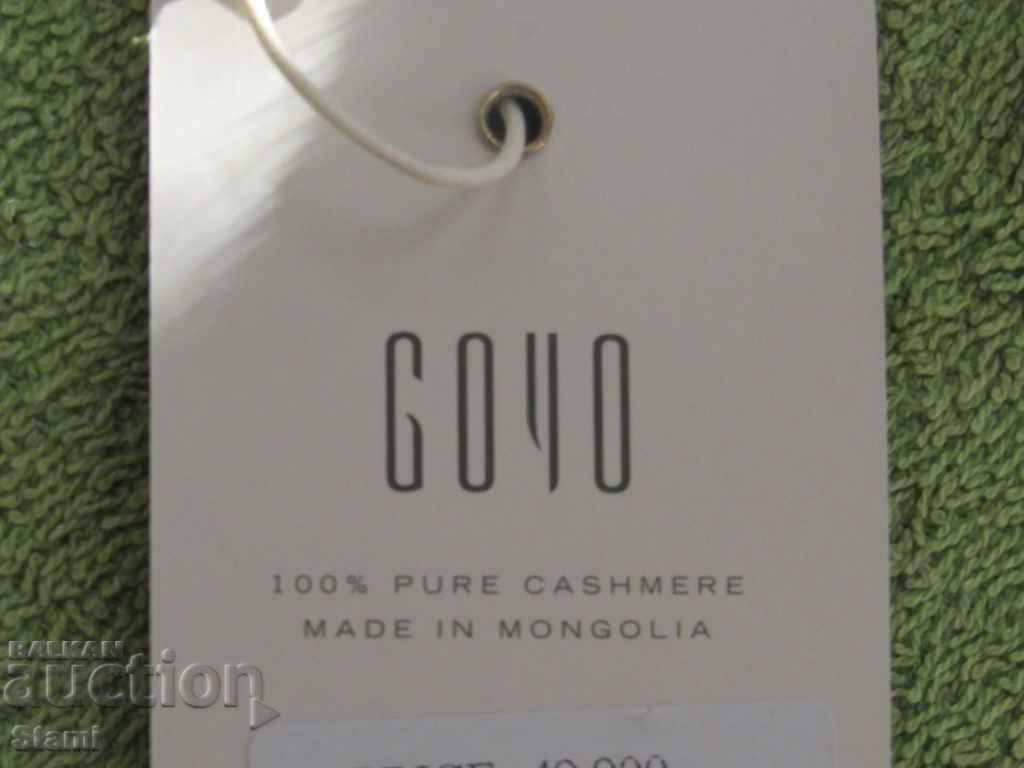 GOYO
100% PURE CASHMERE
MADE IN MONGOLIA
BALKAN
auction
Stami